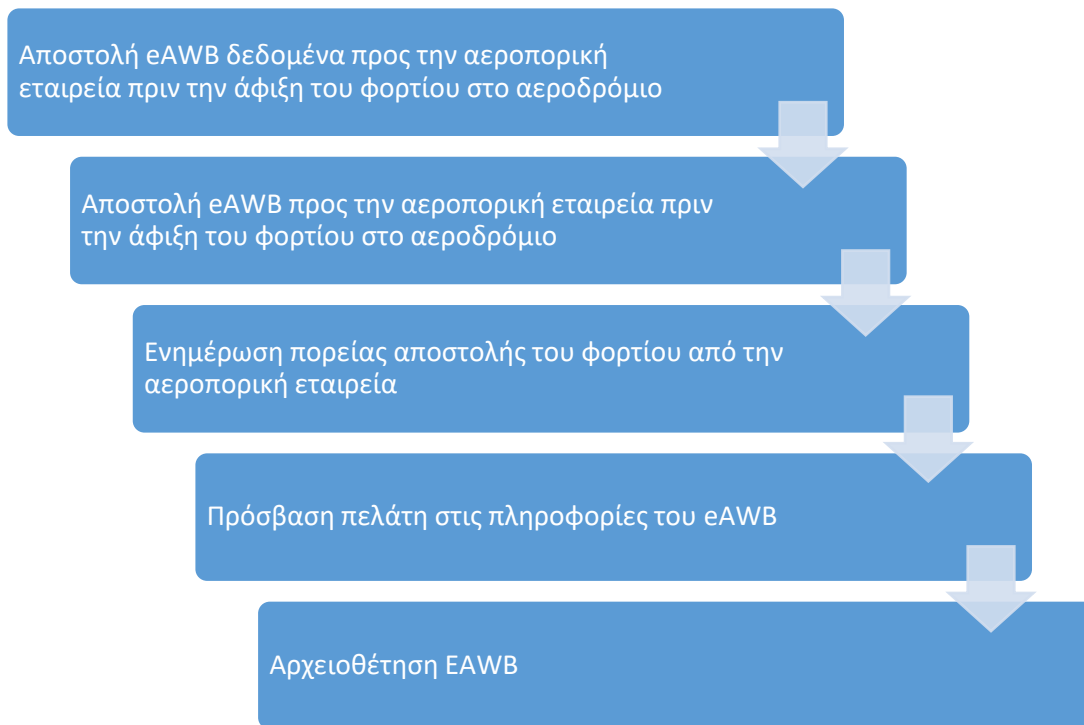 Αποστολή eAWB δεδομένα προς την αεροπορική
εταιρεία πριν την άφιξη του φορτίου στο αεροδρόμιο
Αποστολή eAWB προς την αεροπορική εταιρεία πριν
την άφιξη του φορτίου στο αεροδρόμιο
Ενημέρωση πορείας αποστολής του φορτίου από την
αεροπορική εταιρεία
Πρόσβαση πελάτη στις πληροφορίες του eAWB
Αρχειοθέτηση EAWB